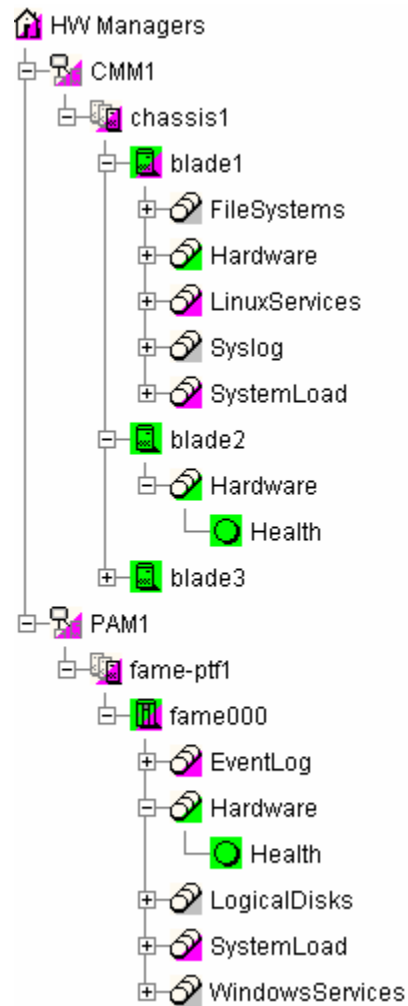 HW Managers
CMM1
chassis1
blade1
FileSystems
Hardware
LinuxServices
Syslog
SystemLoad
blade2
Hardware
Health
blade3
PAM1
fame-ptf1
fame000
EventLog
Hardware
Health
LogicalDisks
SystemLoad
WindowsServices